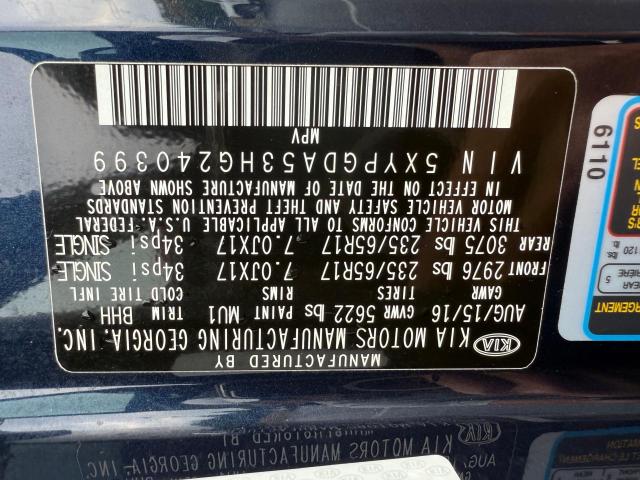 MANUFACTURED BY
KIA KIA MOTORS MANUFACTURING GEORGIA, INC.
AUG/15/16 GVWR 5622 lbs PAINT MU1 TRIM BHH
GAWR TIRES RIMS COLD TIRE INFL
FRONT 2976 lbs 235/65R17 7.0JX17 34psi SINGLE
REAR 3075 lbs 235/65R17 7.0JX17 34psi SINGLE
THIS VEHICLE CONFORMS TO ALL APPLICABLE U.S.A. FEDERAL
MOTOR VEHICLE SAFETY AND THEFT PREVENTION STANDARDS
IN EFFECT ON THE DATE OF MANUFACTURE SHOWN ABOVE
VIN 5XYPGDA53HG240399
MPV
6110